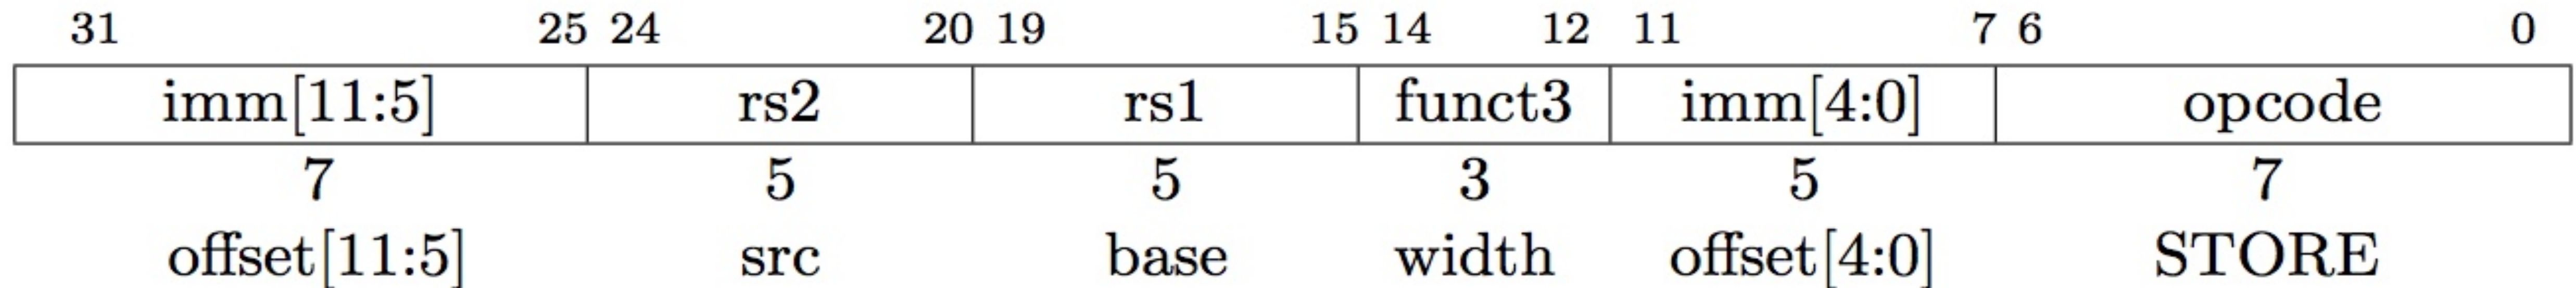 31 25 24 20 19 15 14 12 11 7 6 0
imm[11:5] rs2 rs1 funct3 imm[4:0] opcode
7 5 5 3 5 7
offset[11:5] src base width offset[4:0] STORE